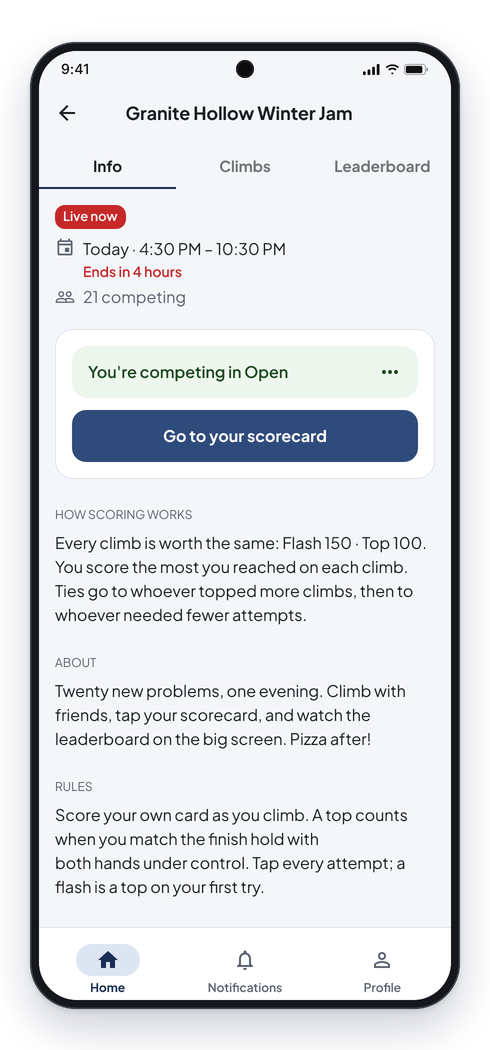 9:41
Granite Hollow Winter Jam
Info
Climbs
Leaderboard
Live now
Today · 4:30 PM – 10:30 PM
Ends in 4 hours
21 competing
You're competing in Open
Go to your scorecard
HOW SCORING WORKS
Every climb is worth the same: Flash 150 · Top 100.
You score the most you reached on each climb.
Ties go to whoever topped more climbs, then to
whoever needed fewer attempts.
ABOUT
Twenty new problems, one evening. Climb with
friends, tap your scorecard, and watch the
leaderboard on the big screen. Pizza after!
RULES
Score your own card as you climb. A top counts
when you match the finish hold with
both hands under control. Tap every attempt; a
flash is a top on your first try.
Home
Notifications
Profile